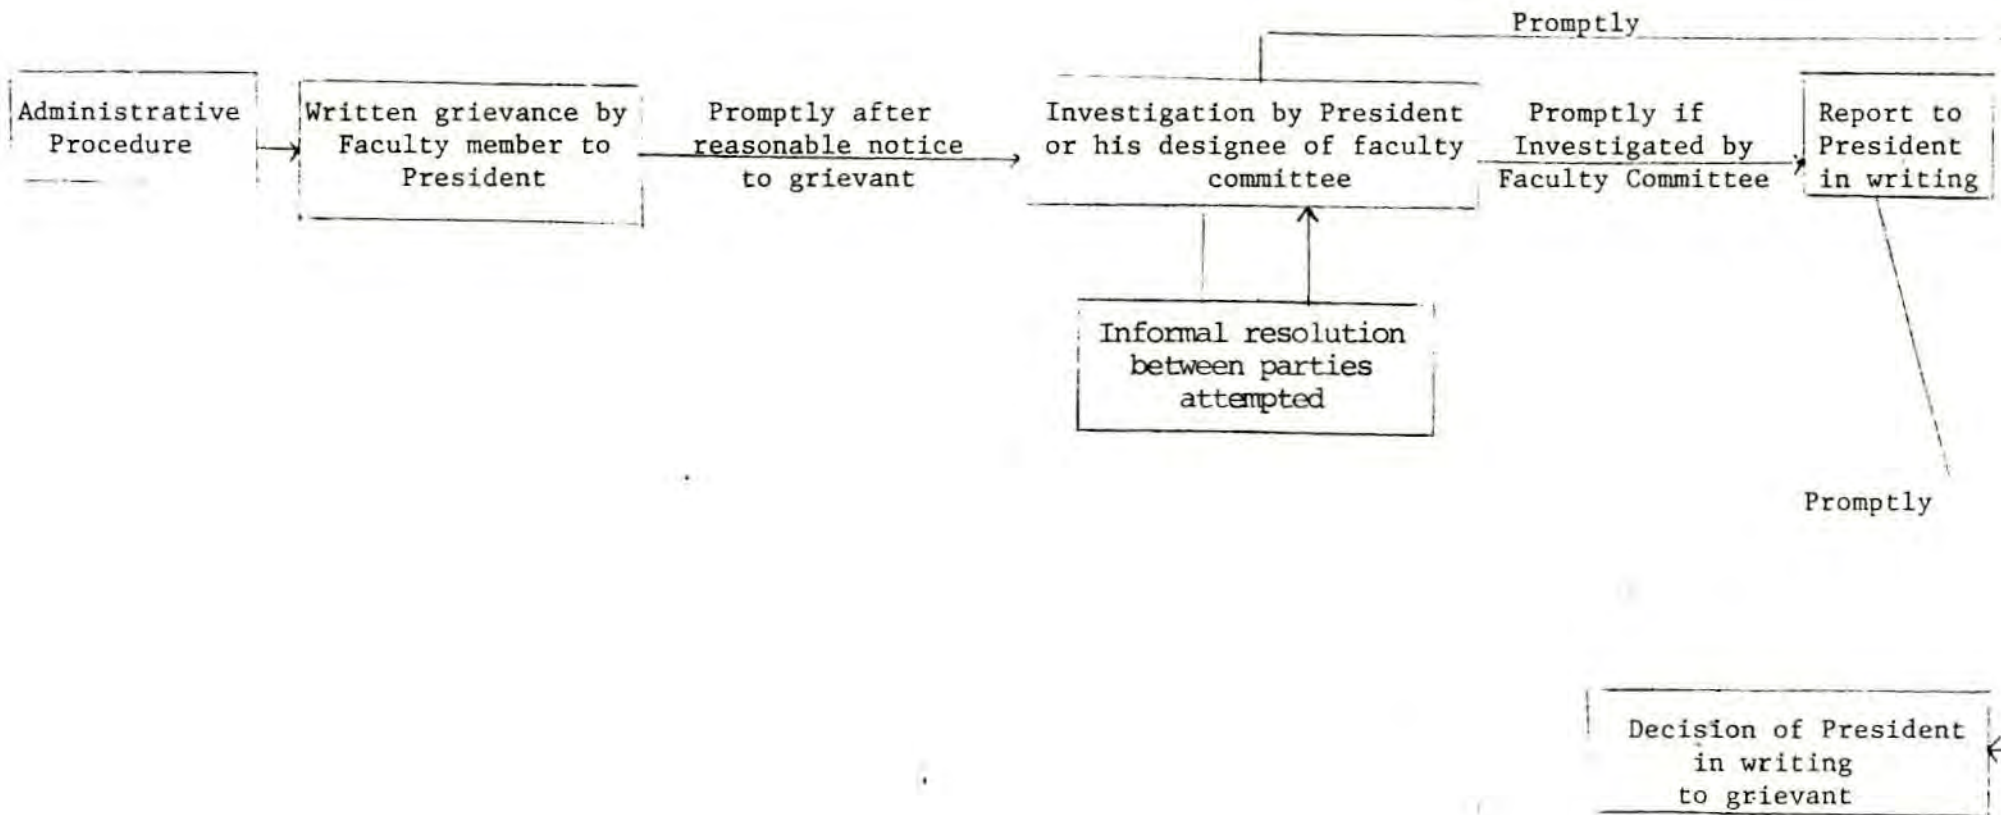 Promptly
Administrative
Procedure
Written grievance by
Faculty member to
President
Promptly after
reasonable notice
to grievant
Investigation by President
or his designee of faculty
committee
Promptly if
Investigated by
Faculty Committee
Report to
President
in writing
Informal resolution
between parties
attempted
Promptly
Decision of President
in writing
to grievant